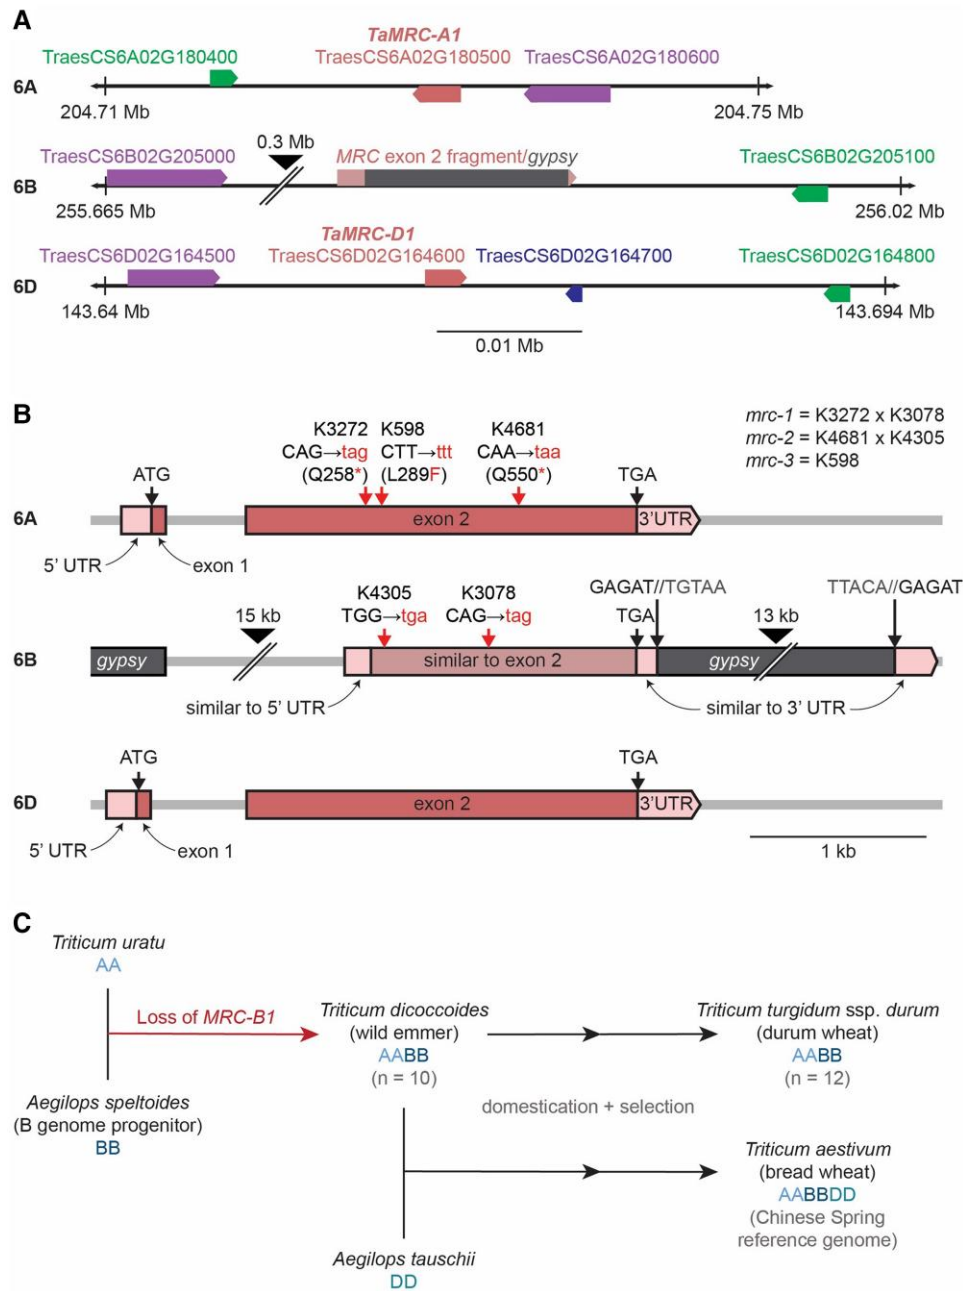 A
TaMRC-A1
TraesCS6A02G180400 TraesCS6A02G180500 TraesCS6A02G180600
6A
204.71 Mb 204.75 Mb
0.3 Mb
TraesCS6B02G205000 MRC exon 2 fragment/gypsy TraesCS6B02G205100
6B
255.665 Mb 256.02 Mb
TaMRC-D1
TraesCS6D02G164500 TraesCS6D02G164600 TraesCS6D02G164700 TraesCS6D02G164800
6D
143.64 Mb 143.694 Mb
0.01 Mb
B
mrc-1 = K3272 x K3078
mrc-2 = K4681 x K4305
mrc-3 = K598
K3272 K598 K4681
CAG→tag CTT→ttt CAA→taa
ATG (Q258*) (L289F) (Q550*) TGA
6A exon 2 3'UTR
5' UTR exon 1
GAGAT//TGTAA TTACA//GAGAT
K4305 K3078
15 kb TGG→tga CAG→tag TGA 13 kb
6B gypsy similar to exon 2 gypsy
similar to 5' UTR similar to 3' UTR
ATG TGA
6D exon 2 3'UTR
5' UTR exon 1
1 kb
C
Triticum uratu
AA
Loss of MRC-B1
Triticum dicoccoides
(wild emmer)
AABB
(n = 10)
Triticum turgidum ssp. durum
(durum wheat)
AABB
(n = 12)
Aegilops speltoides
(B genome progenitor)
BB
domestication + selection
Triticum aestivum
(bread wheat)
AABBDD
(Chinese Spring
reference genome)
Aegilops tauschii
DD